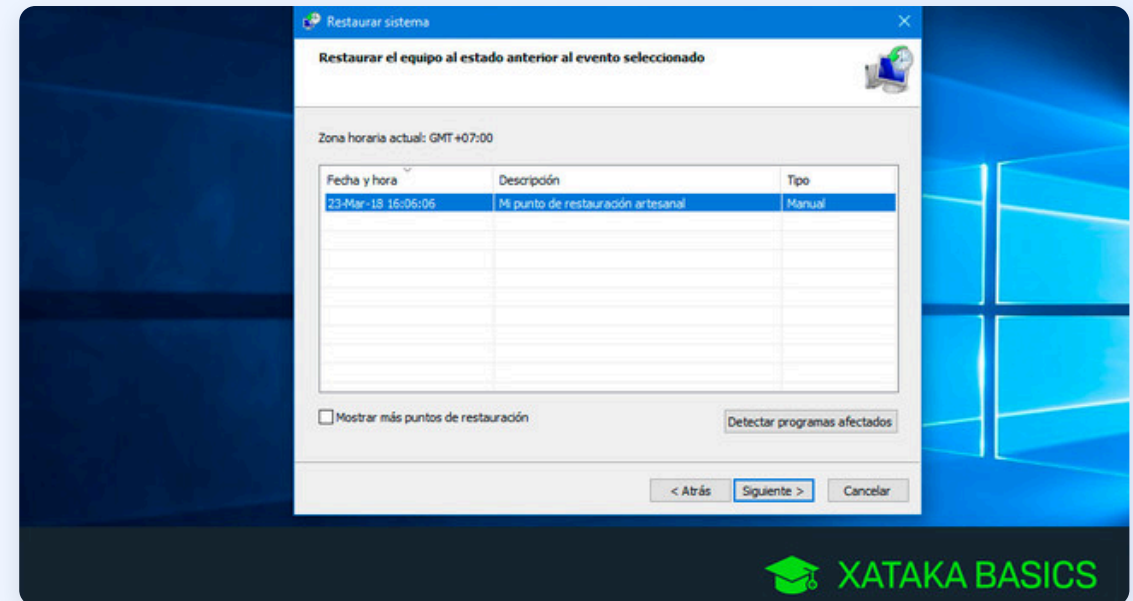 Restaurar sistema
Restaurar el equipo al estado anterior al evento seleccionado
Zona horaria actual: GMT+07:00
Fecha y hora Descripción Tipo
23-Mar-18 16:06:06 Mi punto de restauración artesanal Manual
Mostrar más puntos de restauración
Detectar programas afectados
< Atrás Siguiente > Cancelar
XATAKA BASICS